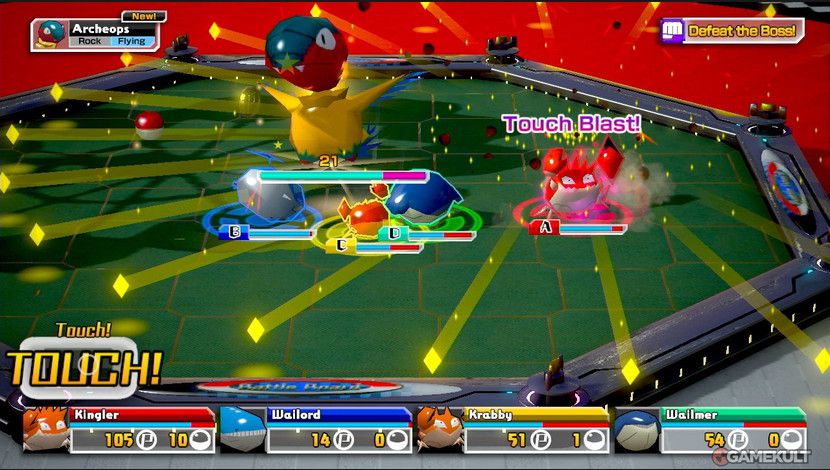 New!
Archeops
Rock Flying
Defeat the Boss!
Touch Blast!
21
B
C
D
A
Touch!
TOUCH!
Battle Board
Kingler
105 P 10
Wailord
14 P 0
Krabby
51 P 1
Wailmer
54 P 0
GAMEKULT